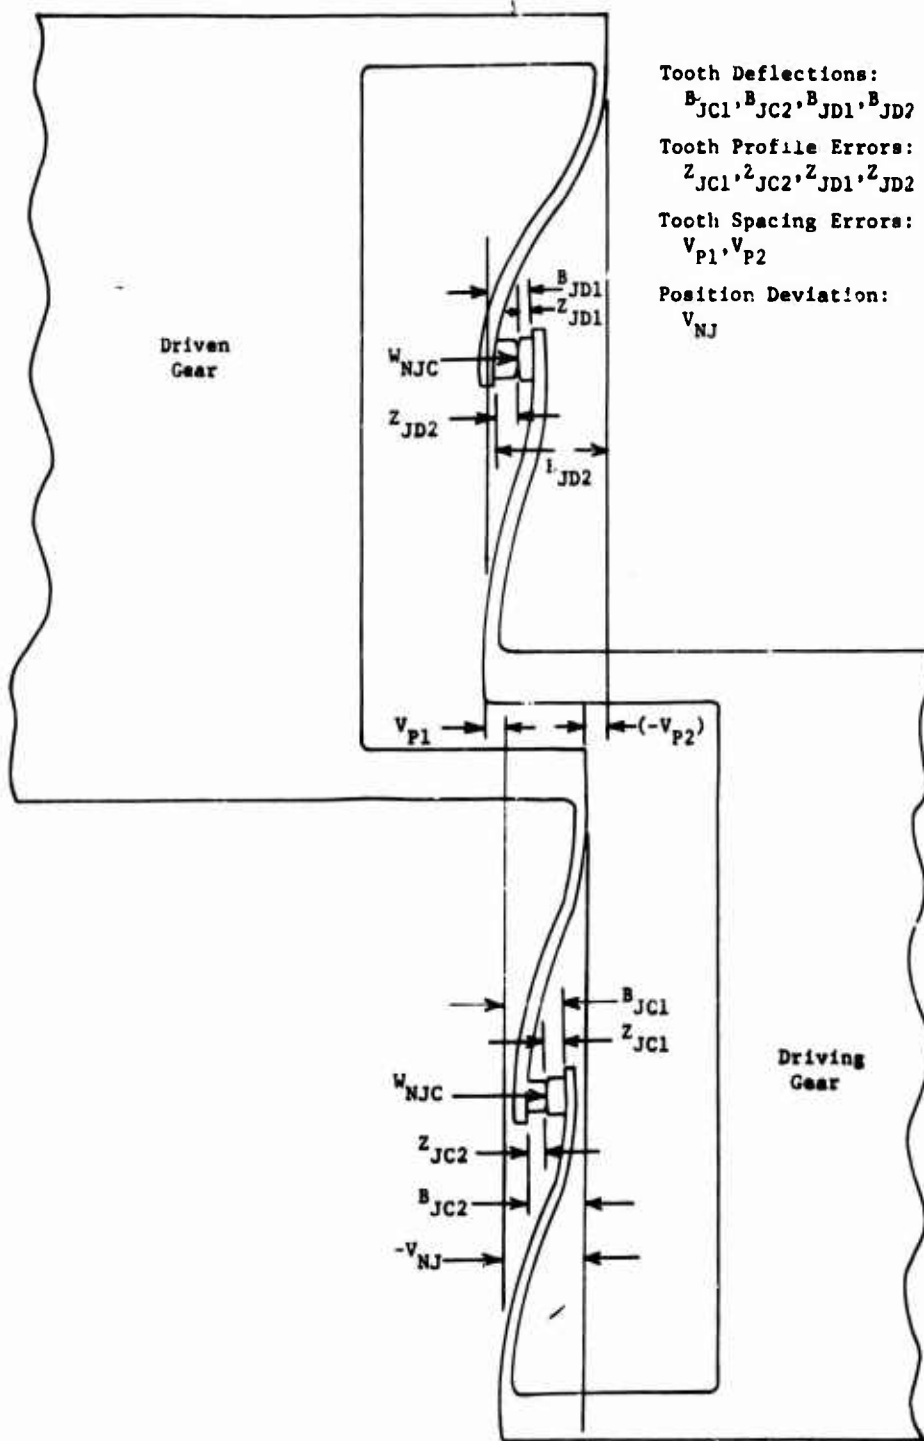 Tooth Deflections:
B_JC1, B_JC2, B_JD1, B_JD2
Tooth Profile Errors:
Z_JC1, Z_JC2, Z_JD1, Z_JD2
Tooth Spacing Errors:
V_P1, V_P2
Position Deviation:
V_NJ
B_JD1
Z_JD1
Driven
Gear
W_NJC
Z_JD2
JD2
V_P1
(-V_P2)
B_JC1
Z_JC1
Driving
Gear
W_NJC
Z_JC2
B_JC2
-V_NJ